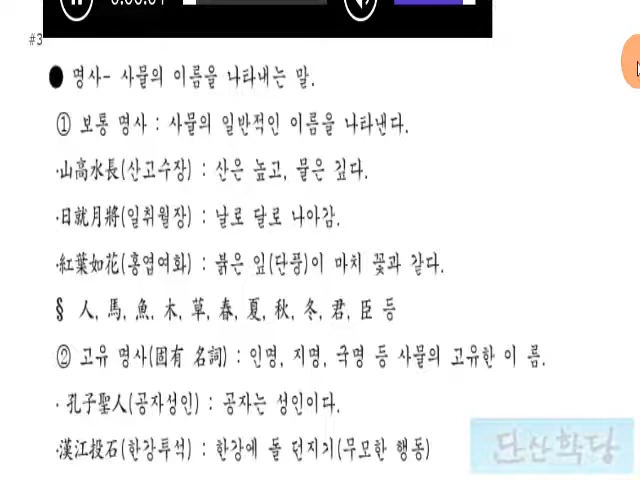 #3
● 명사- 사물의 이름을 나타내는 말.
① 보통 명사 : 사물의 일반적인 이름을 나타낸다.
·山高水長(산고수장) : 산은 높고, 물은 깊다.
·日就月將(일취월장) : 날로 달로 나아감.
·紅葉如花(홍엽여화) : 붉은 잎(단풍)이 마치 꽃과 같다.
§ 人, 馬, 魚, 木, 草, 春, 夏, 秋, 冬, 君, 臣 등
② 고유 명사(固有 名詞) : 인명, 지명, 국명 등 사물의 고유한 이 름.
· 孔子聖人(공자성인) : 공자는 성인이다.
·漢江投石(한강투석) : 한강에 돌 던지기(무모한 행동)
단산학당